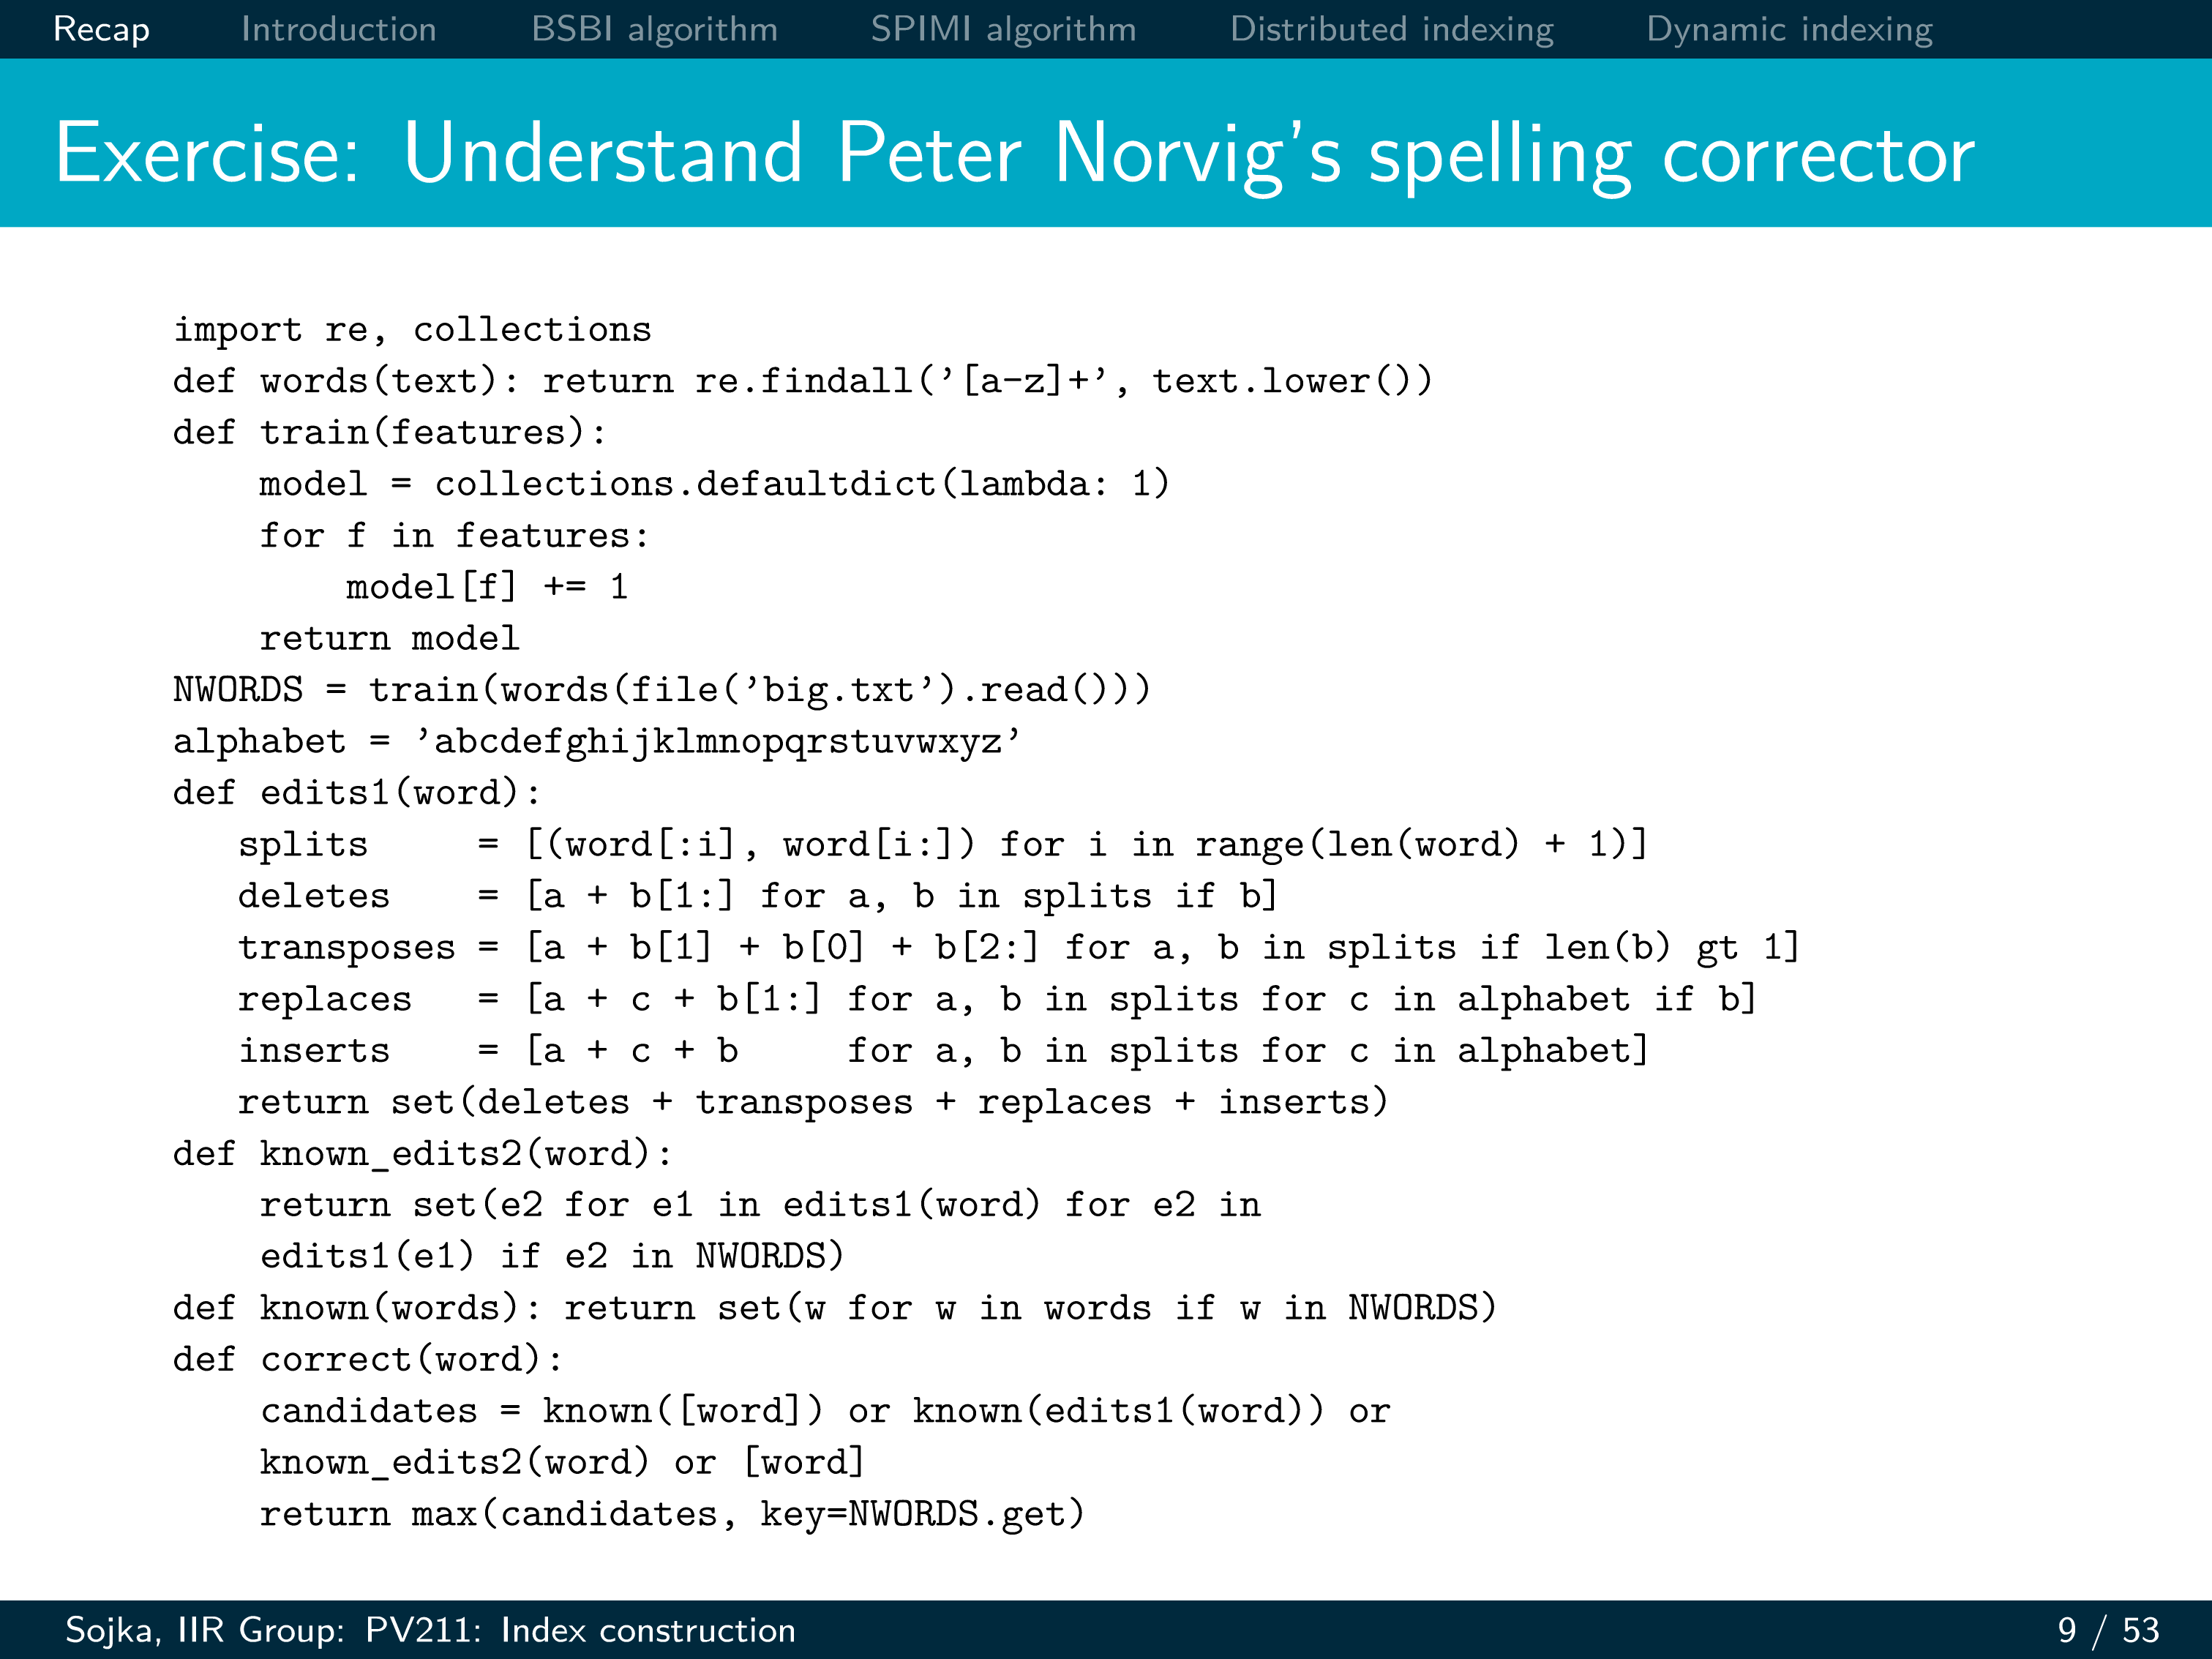 Recap Introduction BSBI algorithm SPIMI algorithm Distributed indexing Dynamic indexing
Exercise: Understand Peter Norvig’s spelling corrector
import re, collections
def words(text): return re.findall(’[a-z]+’, text.lower())
def train(features):
    model = collections.defaultdict(lambda: 1)
    for f in features:
        model[f] += 1
    return model
NWORDS = train(words(file(’big.txt’).read()))
alphabet = ’abcdefghijklmnopqrstuvwxyz’
def edits1(word):
   splits     = [(word[:i], word[i:]) for i in range(len(word) + 1)]
   deletes    = [a + b[1:] for a, b in splits if b]
   transposes = [a + b[1] + b[0] + b[2:] for a, b in splits if len(b) gt 1]
   replaces   = [a + c + b[1:] for a, b in splits for c in alphabet if b]
   inserts    = [a + c + b     for a, b in splits for c in alphabet]
   return set(deletes + transposes + replaces + inserts)
def known_edits2(word):
    return set(e2 for e1 in edits1(word) for e2 in
    edits1(e1) if e2 in NWORDS)
def known(words): return set(w for w in words if w in NWORDS)
def correct(word):
    candidates = known([word]) or known(edits1(word)) or
    known_edits2(word) or [word]
    return max(candidates, key=NWORDS.get)
Sojka, IIR Group: PV211: Index construction 9 / 53